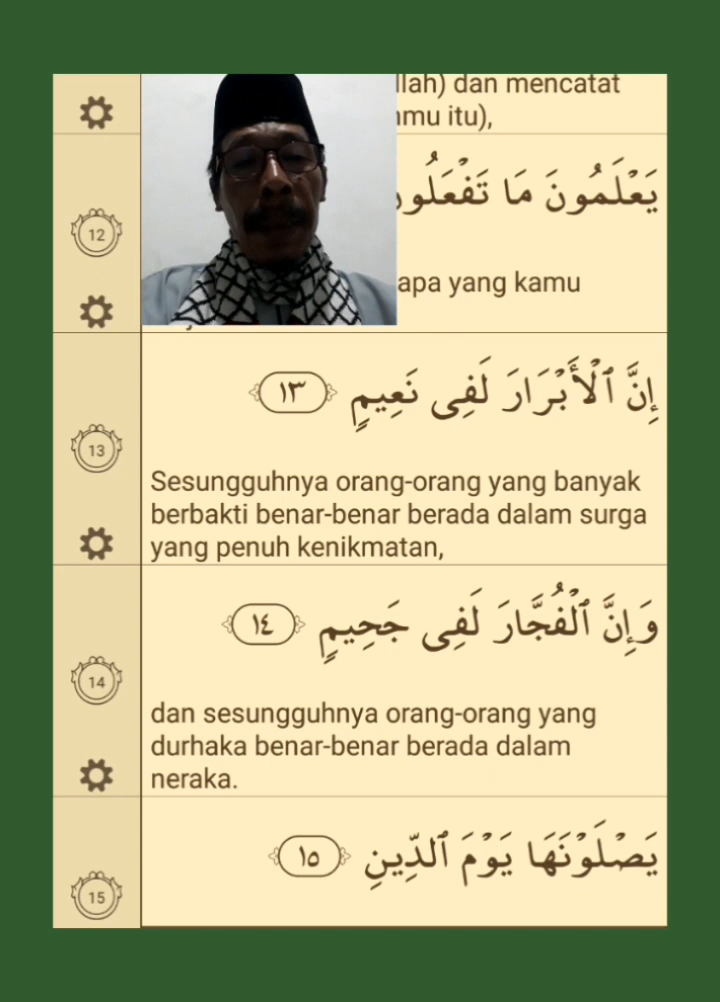 llah) dan mencatat
mu itu),
يَعْلَمُونَ مَا تَفْعَلُو
12
apa yang kamu
إِنَّ ٱلْأَبْرَارَ لَفِى نَعِيمٍ ١٣
13
Sesungguhnya orang-orang yang banyak
berbakti benar-benar berada dalam surga
yang penuh kenikmatan,
وَإِنَّ ٱلْفُجَّارَ لَفِى جَحِيمٍ ١٤
14
dan sesungguhnya orang-orang yang
durhaka benar-benar berada dalam
neraka.
يَصْلَوْنَهَا يَوْمَ ٱلدِّينِ ١٥
15